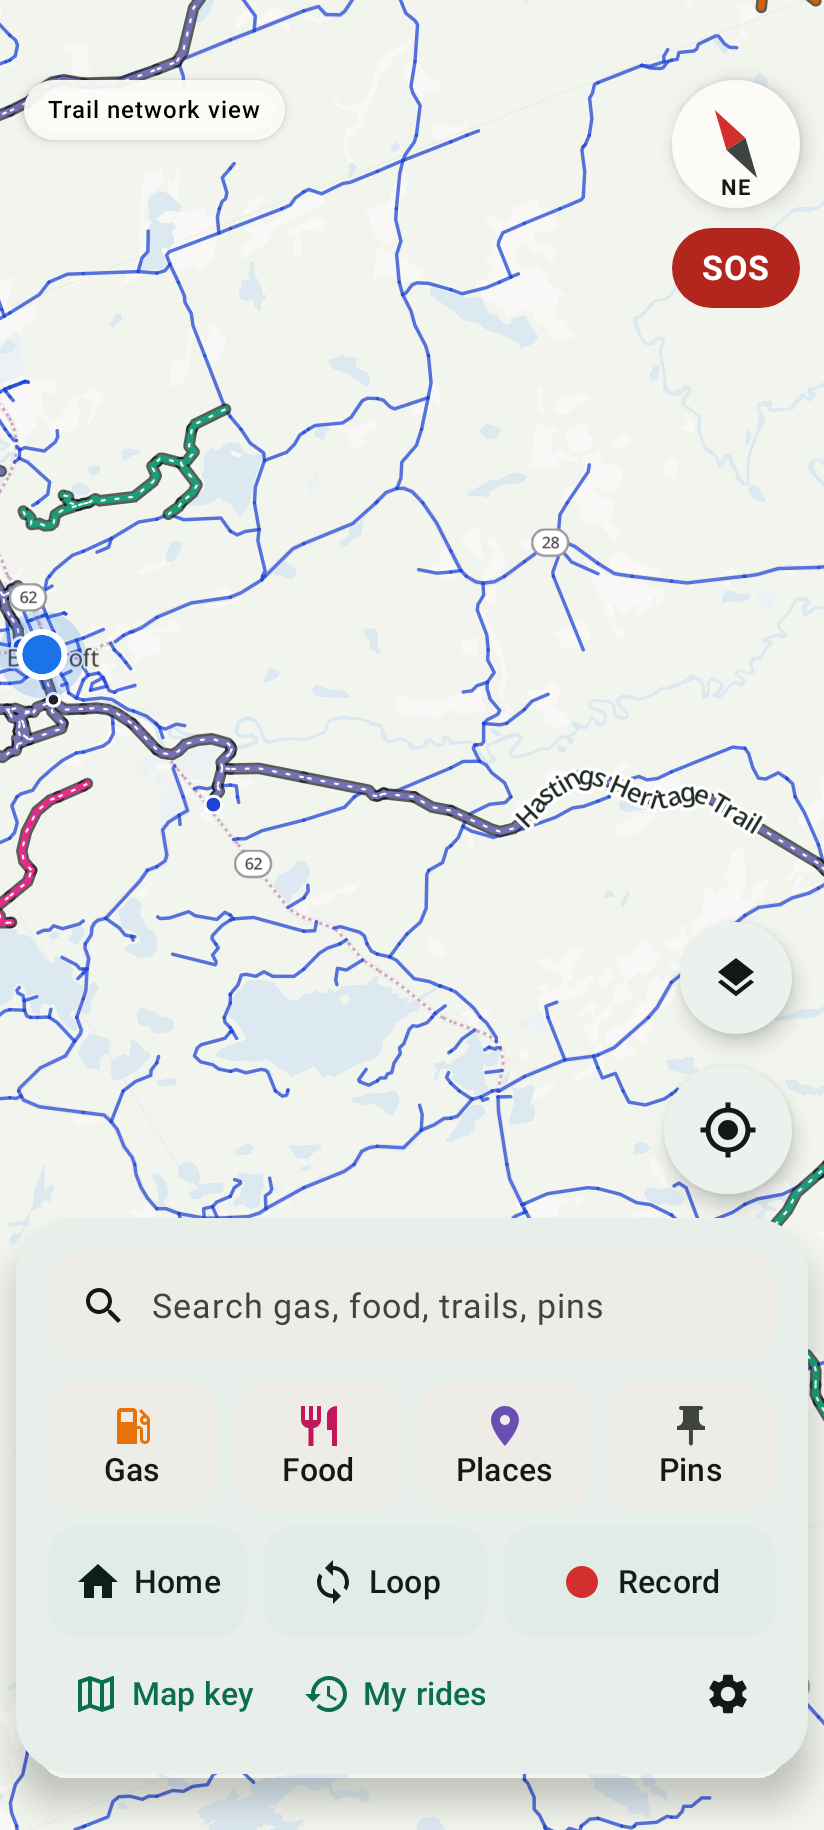 Trail network view
NE
SOS
28
62
Hastings Heritage Trail
62
Search gas, food, trails, pins
Gas
Food
Places
Pins
Home
Loop
Record
Map key
My rides